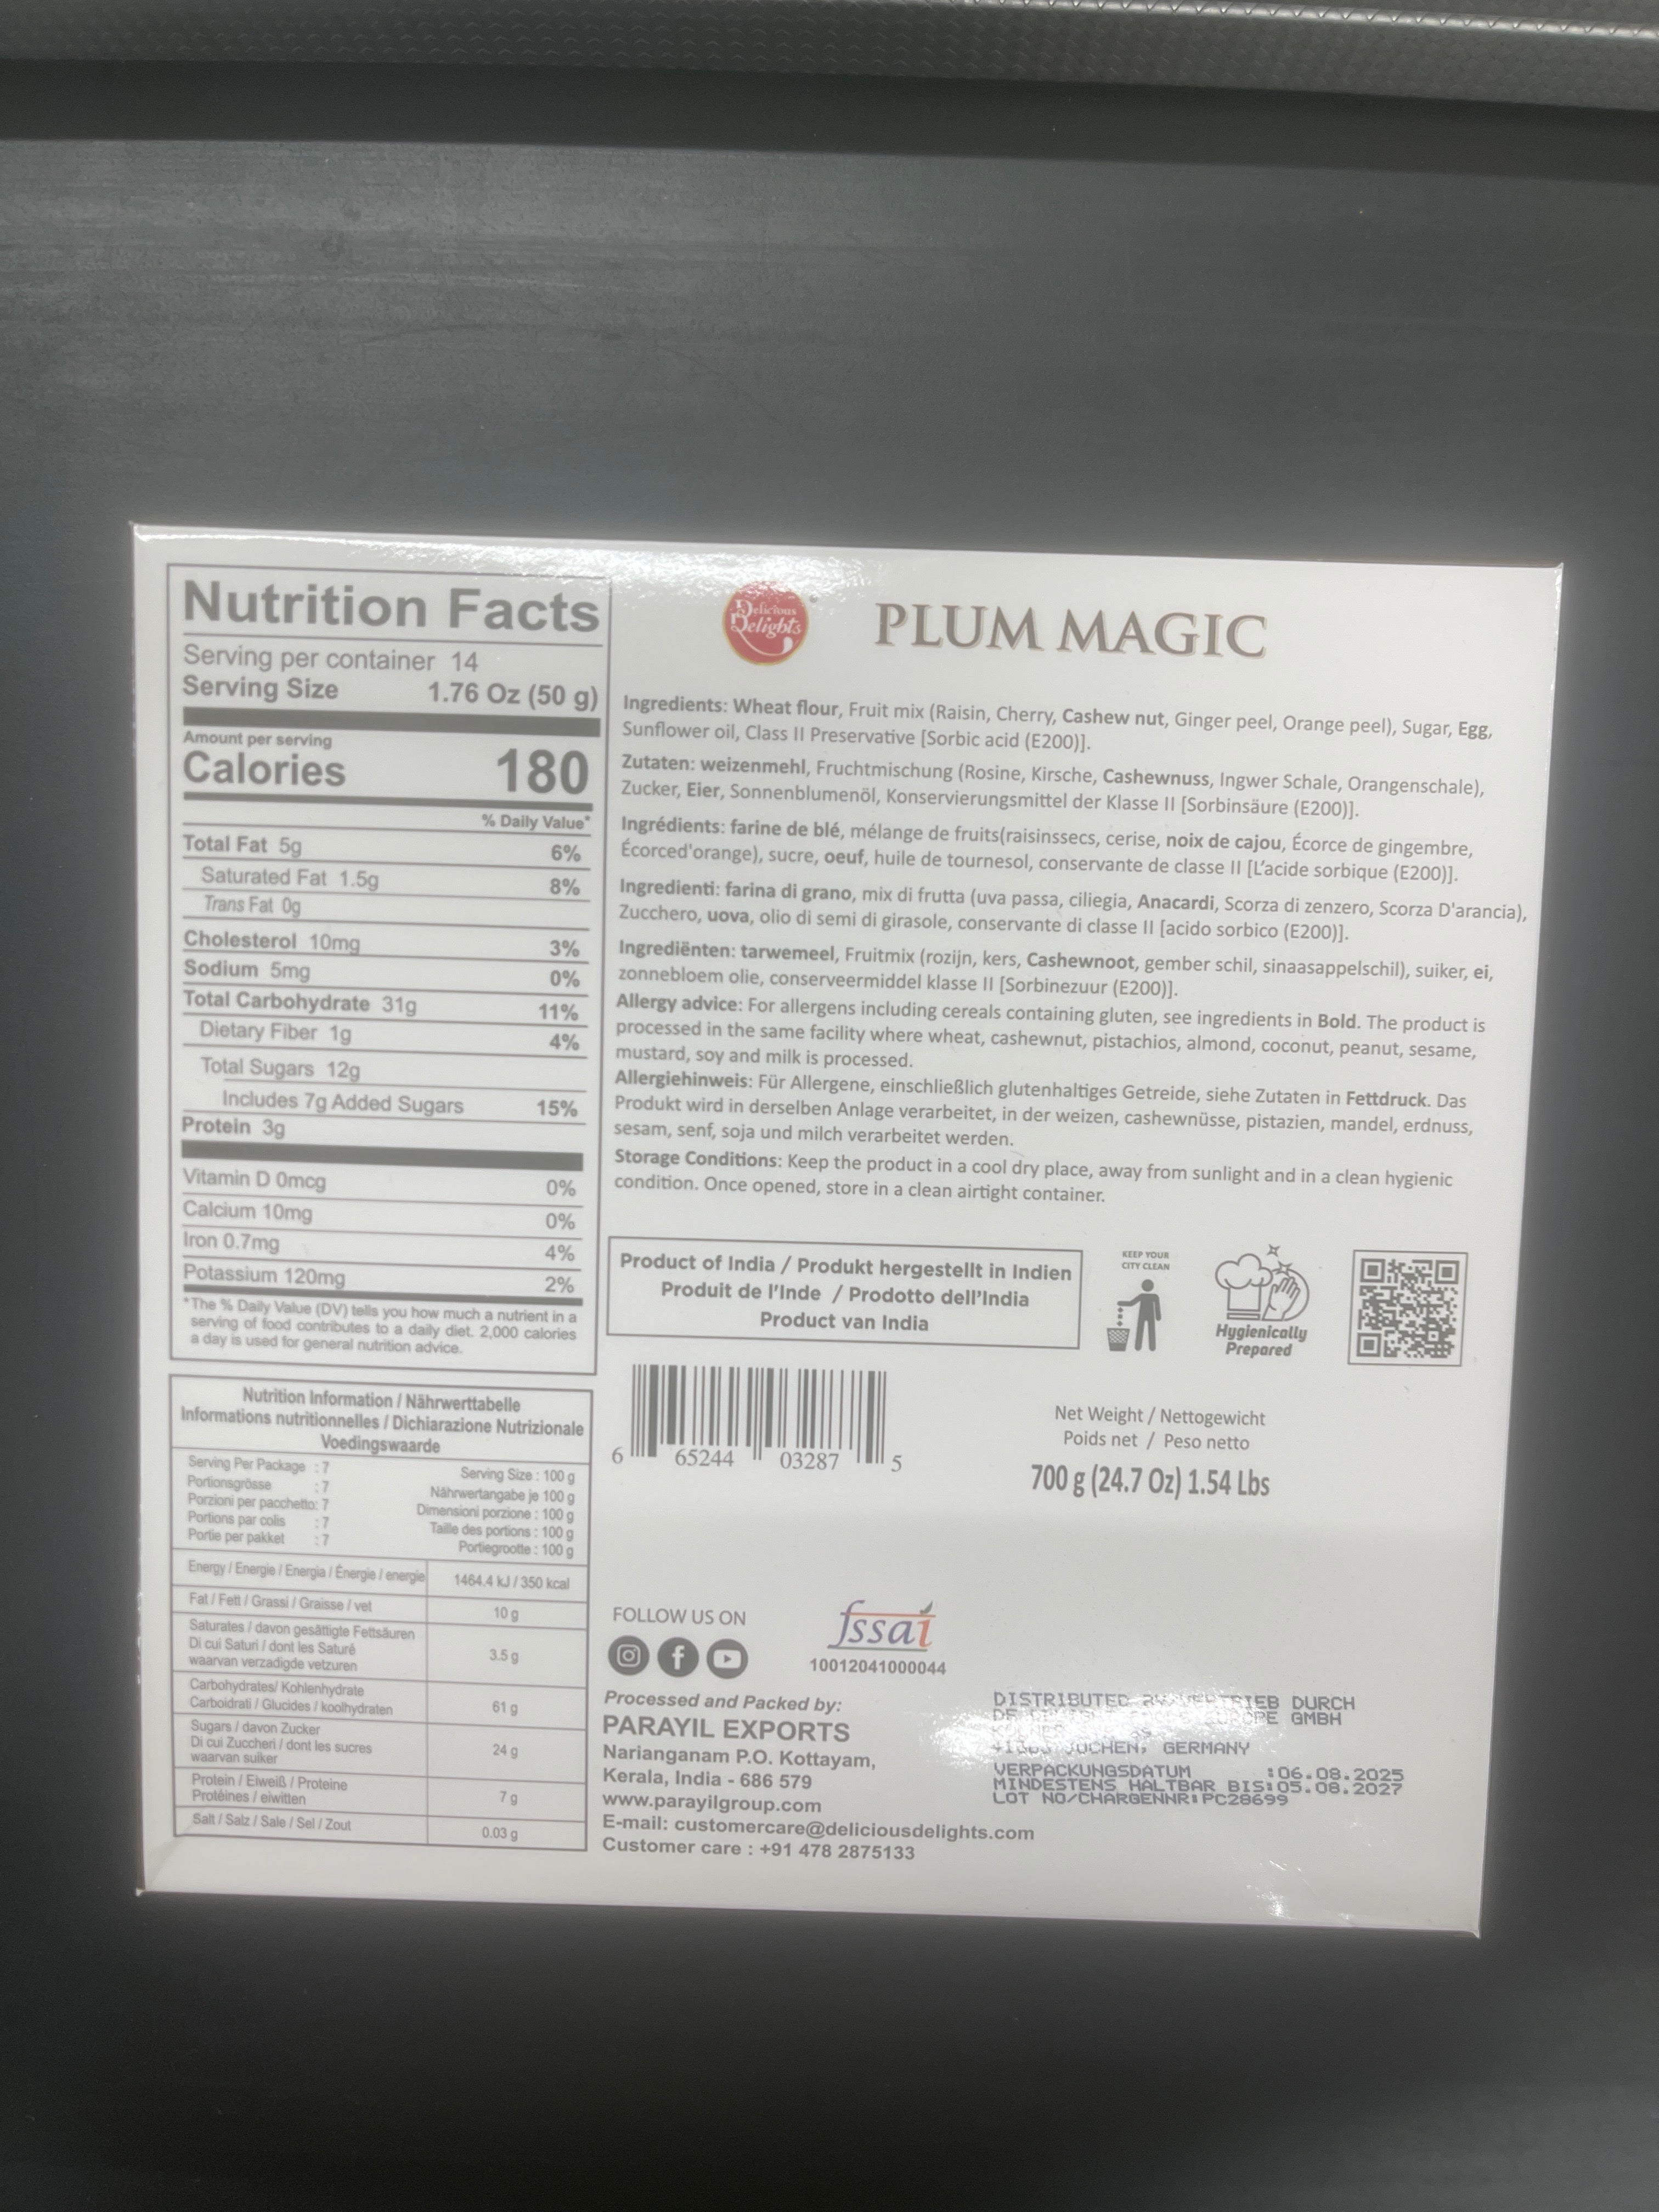 Nutrition Facts
Serving per container 14
Serving Size 1.76 Oz (50 g)
Amount per serving
Calories 180
% Daily Value*
Total Fat 5g 6%
Saturated Fat 1.5g 8%
Trans Fat 0g
Cholesterol 10mg 3%
Sodium 5mg 0%
Total Carbohydrate 31g 11%
Dietary Fiber 1g 4%
Total Sugars 12g
Includes 7g Added Sugars 15%
Protein 3g
Vitamin D 0mcg 0%
Calcium 10mg 0%
Iron 0.7mg 4%
Potassium 120mg 2%
*The % Daily Value (DV) tells you how much a nutrient in a
serving of food contributes to a daily diet. 2,000 calories
a day is used for general nutrition advice.
Nutrition Information / Nährwerttabelle
Informations nutritionnelles / Dichiarazione Nutrizionale
Voedingswaarde
Serving Per Package : 7
Portionsgrösse : 7
Porzioni per pacchetto: 7
Portions par colis : 7
Portie per pakket : 7
Serving Size : 100 g
Nährwertangabe je 100 g
Dimensioni porzione : 100 g
Taille des portions : 100 g
Portiegrootte : 100 g
Energy / Energie / Energia / Énergie / energie 1464.4 kJ / 350 kcal
Fat / Fett / Grassi / Graisse / vet 10 g
Saturates / davon gesättigte Fettsäuren
Di cui Saturi / dont les Saturé
waarvan verzadigde vetzuren
3.5 g
Carbohydrates/ Kohlenhydrate
Carboidrati / Glucides / koolhydraten
61 g
Sugars / davon Zucker
Di cui Zuccheri / dont les sucres
waarvan suiker
24 g
Protein / Eiweiß / Proteine
Protéines / eiwitten
7 g
Salt / Salz / Sale / Sel / Zout 0.03 g
Delicious
Delights
PLUM MAGIC
Ingredients: Wheat flour, Fruit mix (Raisin, Cherry, Cashew nut, Ginger peel, Orange peel), Sugar, Egg,
Sunflower oil, Class II Preservative [Sorbic acid (E200)].
Zutaten: weizenmehl, Fruchtmischung (Rosine, Kirsche, Cashewnuss, Ingwer Schale, Orangenschale),
Zucker, Eier, Sonnenblumenöl, Konservierungsmittel der Klasse II [Sorbinsäure (E200)].
Ingrédients: farine de blé, mélange de fruits(raisinssecs, cerise, noix de cajou, Écorce de gingembre,
Écorced'orange), sucre, oeuf, huile de tournesol, conservante de classe II [L'acide sorbique (E200)].
Ingredienti: farina di grano, mix di frutta (uva passa, ciliegia, Anacardi, Scorza di zenzero, Scorza D'arancia),
Zucchero, uova, olio di semi di girasole, conservante di classe II [acido sorbico (E200)].
Ingrediënten: tarwemeel, Fruitmix (rozijn, kers, Cashewnoot, gember schil, sinaasappelschil), suiker, ei,
zonnebloem olie, conserveermiddel klasse II [Sorbinezuur (E200)].
Allergy advice: For allergens including cereals containing gluten, see ingredients in Bold. The product is
processed in the same facility where wheat, cashewnut, pistachios, almond, coconut, peanut, sesame,
mustard, soy and milk is processed.
Allergiehinweis: Für Allergene, einschließlich glutenhaltiges Getreide, siehe Zutaten in Fettdruck. Das
Produkt wird in derselben Anlage verarbeitet, in der weizen, cashewnüsse, pistazien, mandel, erdnuss,
sesam, senf, soja und milch verarbeitet werden.
Storage Conditions: Keep the product in a cool dry place, away from sunlight and in a clean hygienic
condition. Once opened, store in a clean airtight container.
Product of India / Produkt hergestellt in Indien
Produit de l'Inde / Prodotto dell'India
Product van India
KEEP YOUR
CITY CLEAN
Hygienically
Prepared
6 65244 03287 5
Net Weight / Nettogewicht
Poids net / Peso netto
700 g (24.7 Oz) 1.54 Lbs
FOLLOW US ON
fssai
10012041000044
Processed and Packed by:
PARAYIL EXPORTS
Narianganam P.O. Kottayam,
Kerala, India - 686 579
www.parayilgroup.com
E-mail: customercare@deliciousdelights.com
Customer care : +91 478 2875133
DISTRIBUTED DURCH
EUROPE GMBH
JUCHEN, GERMANY
VERPACKUNGSDATUM :06.08.2025
MINDESTENS HALTBAR BIS:05.08.2027
LOT NO/CHARGENNR:PC28699